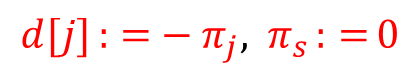 d[j] : = − π_j, π_s : = 0